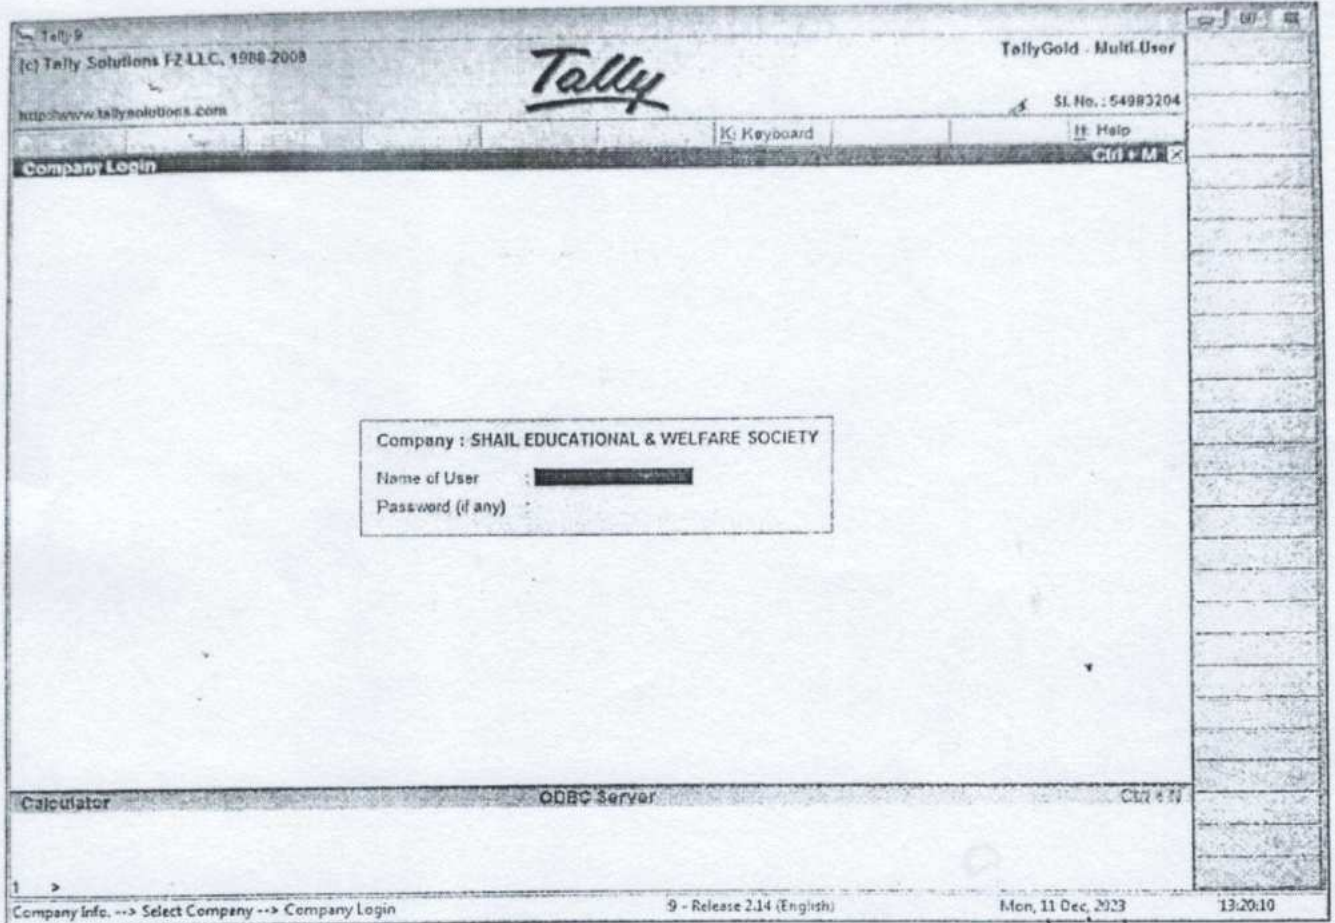 Tally 9
(c) Tally Solutions FZ-LLC, 1988-2008
http://www.tallysolutions.com
Tally
TallyGold - Multi-User
Sl. No. : 54983204
K: Keyboard
H: Help
Company Login
Ctrl + M
Company : SHAIL EDUCATIONAL & WELFARE SOCIETY
Name of User :
Password (if any) :
Calculator
ODBC Server
Ctrl + N
1 >
Company Info. --> Select Company --> Company Login
9 - Release 2.14 (English)
Mon, 11 Dec, 2023
13:20:10